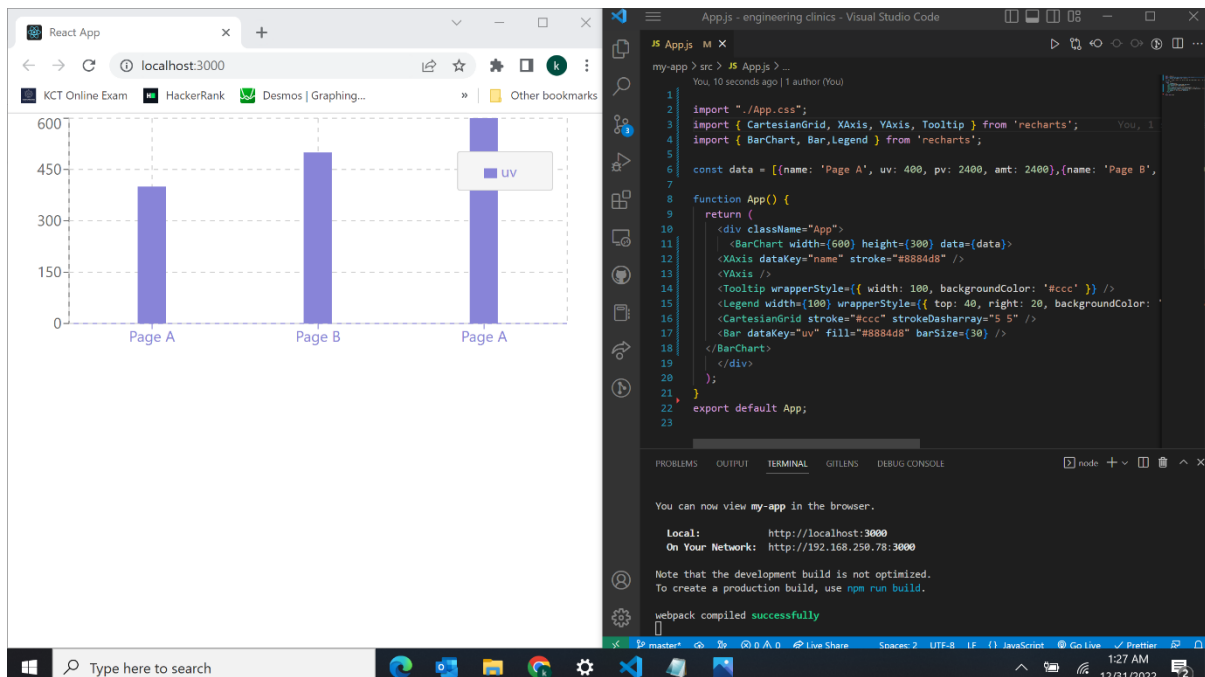 React App
localhost:3000
k
KCT Online Exam HackerRank Desmos | Graphing... » Other bookmarks
600
450
300
150
0
uv
Page A Page B Page A
App.js - engineering clinics - Visual Studio Code
JS App.js M
my-app > src > JS App.js > ...
You, 10 seconds ago | 1 author (You)
1
2 import "./App.css";
3 import { CartesianGrid, XAxis, YAxis, Tooltip } from 'recharts'; You, 1
4 import { BarChart, Bar,Legend } from 'recharts';
5
6 const data = [{name: 'Page A', uv: 400, pv: 2400, amt: 2400},{name: 'Page B',
7
8 function App() {
9 return (
10 <div className="App">
11 <BarChart width={600} height={300} data={data}>
12 <XAxis dataKey="name" stroke="#8884d8" />
13 <YAxis />
14 <Tooltip wrapperStyle={{ width: 100, backgroundColor: '#ccc' }} />
15 <Legend width={100} wrapperStyle={{ top: 40, right: 20, backgroundColor: '
16 <CartesianGrid stroke="#ccc" strokeDasharray="5 5" />
17 <Bar dataKey="uv" fill="#8884d8" barSize={30} />
18 </BarChart>
19 </div>
20 );
21 }
22 export default App;
23
3
PROBLEMS OUTPUT TERMINAL GITLENS DEBUG CONSOLE node
You can now view my-app in the browser.
Local: http://localhost:3000
On Your Network: http://192.168.250.78:3000
Note that the development build is not optimized.
To create a production build, use npm run build.
webpack compiled successfully
master* 0 0 Live Share Spaces: 2 UTF-8 LF {} JavaScript Go Live Prettier
Type here to search
1:27 AM
12/31/2022
2